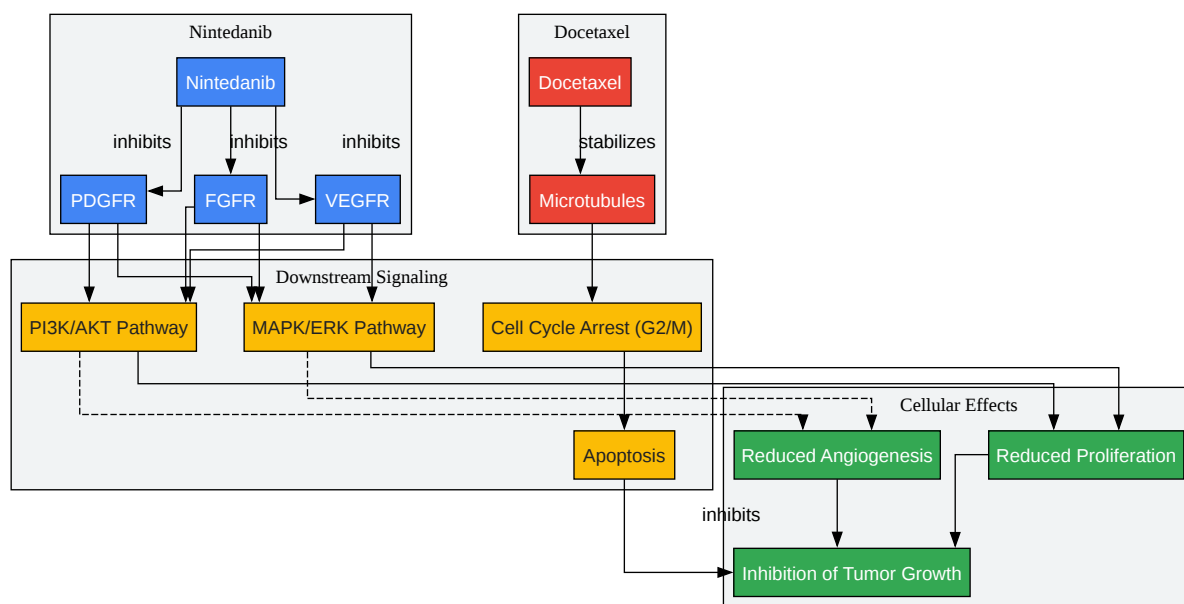 Nintedanib
Docetaxel
Nintedanib
Docetaxel
inhibits
inhibits
inhibits
stabilizes
PDGFR
FGFR
VEGFR
Microtubules
Downstream Signaling
PI3K/AKT Pathway
MAPK/ERK Pathway
Cell Cycle Arrest (G2/M)
Cellular Effects
Apoptosis
Reduced Angiogenesis
Reduced Proliferation
inhibits
Inhibition of Tumor Growth